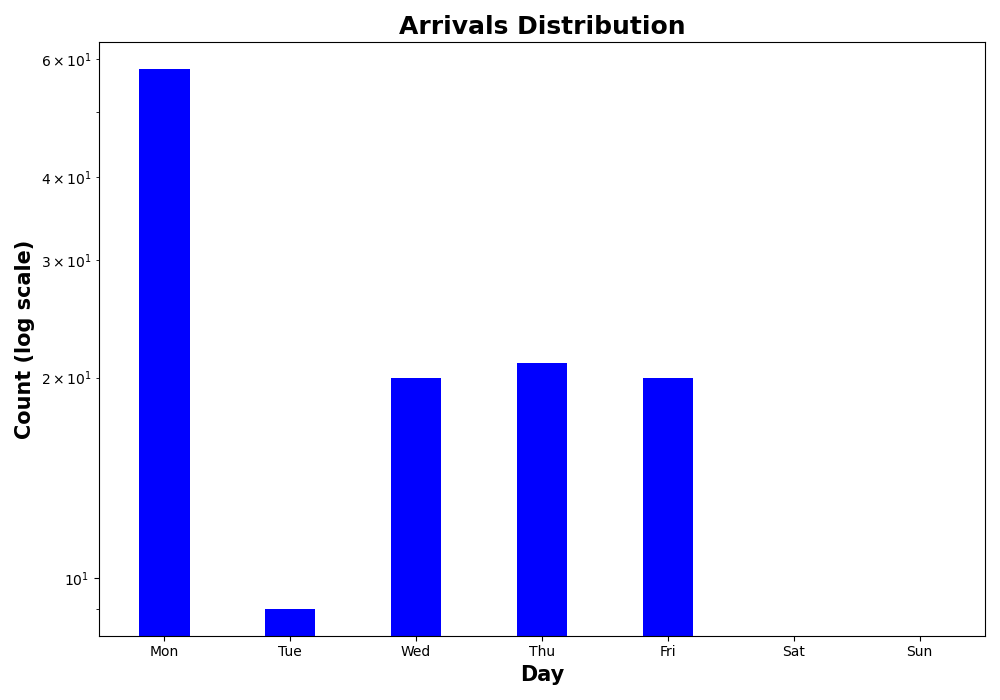 Arrivals Distribution
Count (log scale)
6 × 10¹
4 × 10¹
3 × 10¹
2 × 10¹
10¹
Mon Tue Wed Thu Fri Sat Sun
Day